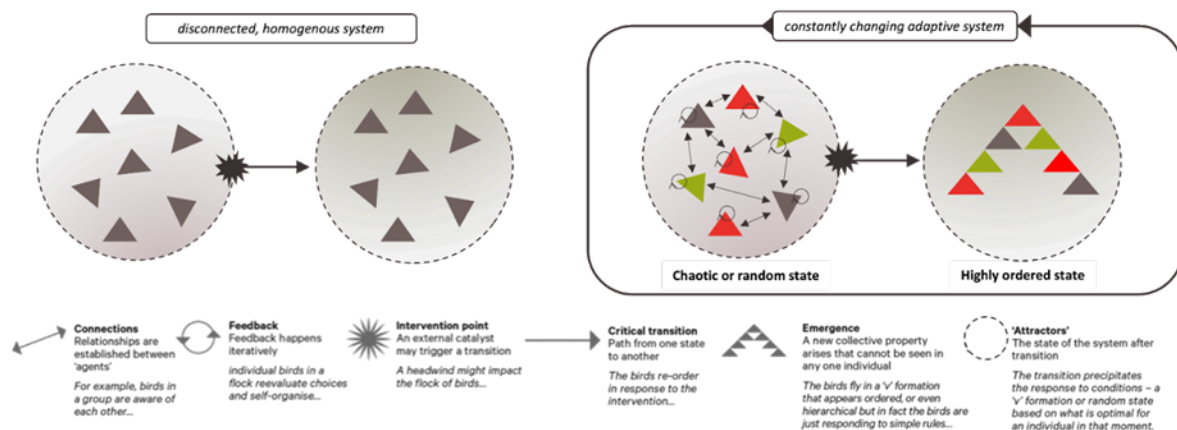 disconnected, homogenous system
constantly changing adaptive system
Chaotic or random state
Highly ordered state
Connections
Relationships are
established between
'agents'
For example, birds in
a group are aware of
each other...
Feedback
Feedback happens
iteratively
individual birds in a
flock reevaluate choices
and self-organise...
Intervention point
An external catalyst
may trigger a transition
A headwind might impact
the flock of birds...
Critical transition
Path from one state
to another
The birds re-order
in response to the
intervention...
Emergence
A new collective property
arises that cannot be seen in
any one individual
The birds fly in a 'v' formation
that appears ordered, or even
hierarchical but in fact the birds are
just responding to simple rules...
'Attractors'
The state of the system after
transition
The transition precipitates
the response to conditions – a
'v' formation or random state
based on what is optimal for
an individual in that moment.